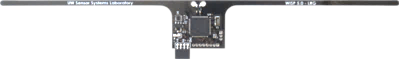 UW Sensor Systems Laboratory
WISP 5.0 - LRG